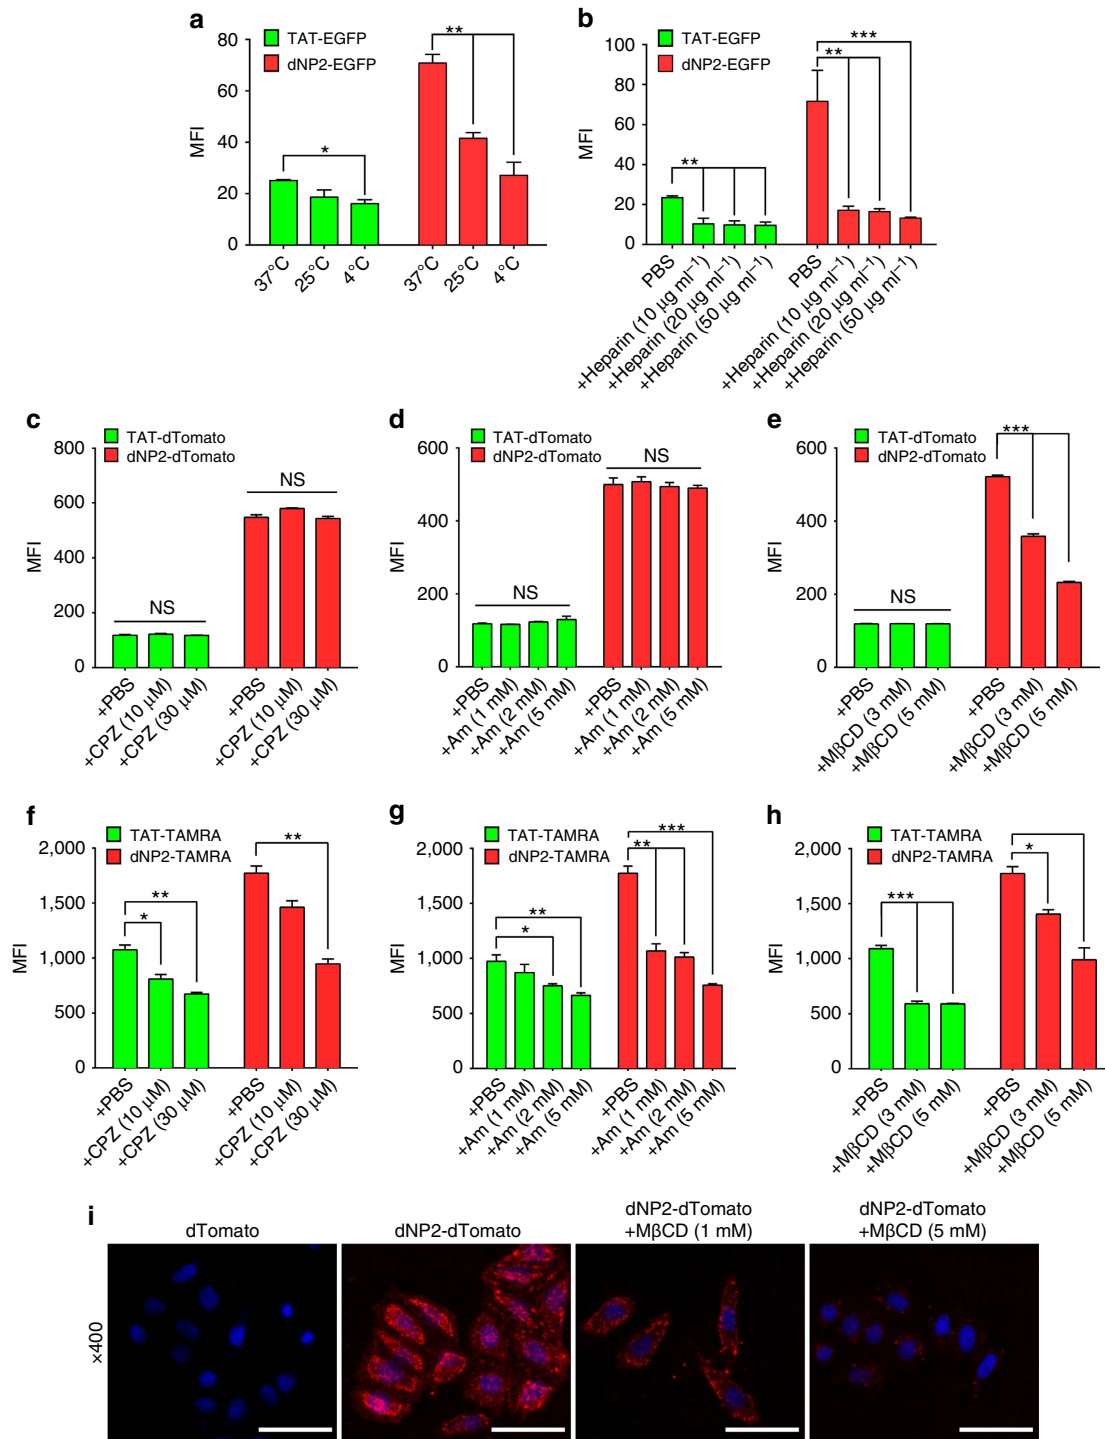 a
TAT-EGFP
dNP2-EGFP
MFI
80
60
40
20
0
*
**
37°C
25°C
4°C
37°C
25°C
4°C
b
TAT-EGFP
dNP2-EGFP
MFI
100
80
60
40
20
0
**
**
***
PBS
+Heparin (10 µg ml⁻¹)
+Heparin (20 µg ml⁻¹)
+Heparin (50 µg ml⁻¹)
PBS
+Heparin (10 µg ml⁻¹)
+Heparin (20 µg ml⁻¹)
+Heparin (50 µg ml⁻¹)
c
TAT-dTomato
dNP2-dTomato
MFI
800
600
400
200
0
NS
NS
+PBS
+CPZ (10 µM)
+CPZ (30 µM)
+PBS
+CPZ (10 µM)
+CPZ (30 µM)
d
TAT-dTomato
dNP2-dTomato
MFI
600
400
200
0
NS
NS
+PBS
+Am (1 mM)
+Am (2 mM)
+Am (5 mM)
+PBS
+Am (1 mM)
+Am (2 mM)
+Am (5 mM)
e
TAT-dTomato
dNP2-dTomato
MFI
600
400
200
0
NS
***
+PBS
+MβCD (3 mM)
+MβCD (5 mM)
+PBS
+MβCD (3 mM)
+MβCD (5 mM)
f
TAT-TAMRA
dNP2-TAMRA
MFI
2,000
1,500
1,000
500
0
*
**
**
+PBS
+CPZ (10 µM)
+CPZ (30 µM)
+PBS
+CPZ (10 µM)
+CPZ (30 µM)
g
TAT-TAMRA
dNP2-TAMRA
MFI
2,000
1,500
1,000
500
0
*
**
**
***
+PBS
+Am (1 mM)
+Am (2 mM)
+Am (5 mM)
+PBS
+Am (1 mM)
+Am (2 mM)
+Am (5 mM)
h
TAT-TAMRA
dNP2-TAMRA
MFI
2,000
1,500
1,000
500
0
***
*
+PBS
+MβCD (3 mM)
+MβCD (5 mM)
+PBS
+MβCD (3 mM)
+MβCD (5 mM)
i
dTomato
dNP2-dTomato
dNP2-dTomato
+MβCD (1 mM)
dNP2-dTomato
+MβCD (5 mM)
×400